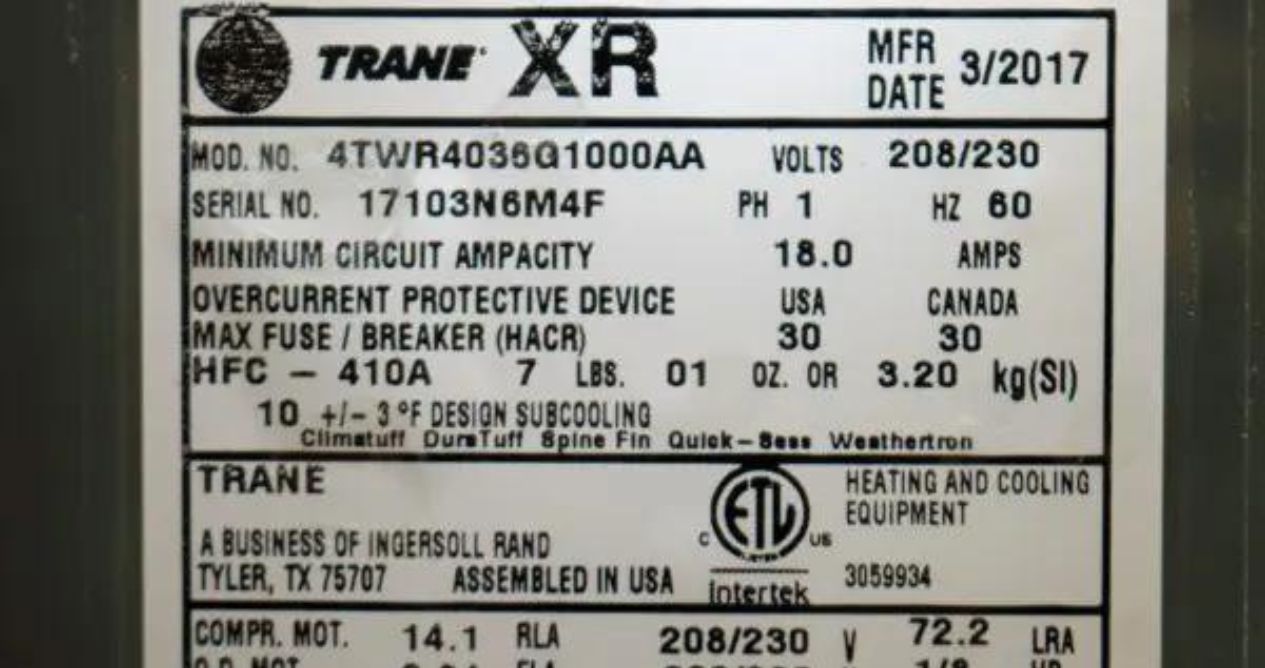 TRANE XR MFR DATE 3/2017
MOD. NO. 4TWR4036G1000AA VOLTS 208/230
SERIAL NO. 17103N6M4F PH 1 HZ 60
MINIMUM CIRCUIT AMPACITY 18.0 AMPS
OVERCURRENT PROTECTIVE DEVICE USA CANADA
MAX FUSE / BREAKER (HACR) 30 30
HFC - 410A 7 LBS. 01 OZ. OR 3.20 kg(SI)
10 +/- 3 °F DESIGN SUBCOOLING
Climatuff DuraTuff Spine Fin Quick-Sess Weathertron
TRANE
A BUSINESS OF INGERSOLL RAND
TYLER, TX 75707 ASSEMBLED IN USA
C ETL US
LISTED
Intertek
HEATING AND COOLING
EQUIPMENT
3059934
COMPR. MOT. 14.1 RLA 208/230 V 72.2 LRA